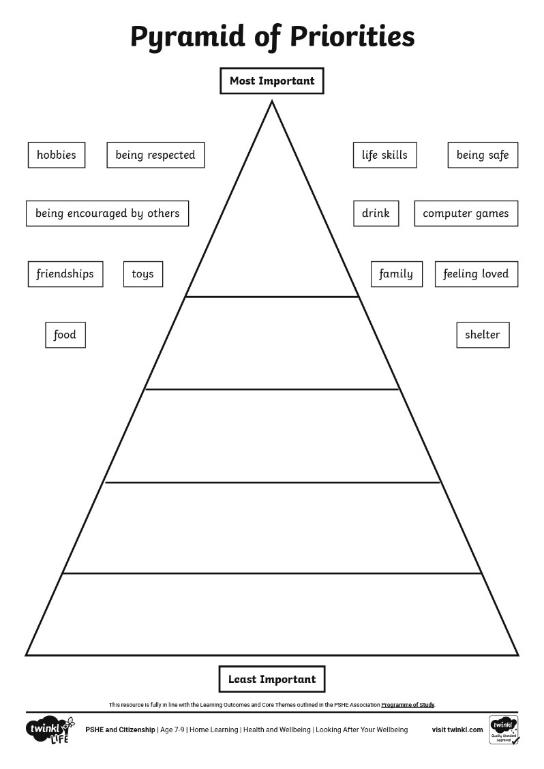 Pyramid of Priorities
Most Important
hobbies being respected life skills being safe
being encouraged by others drink computer games
friendships toys family feeling loved
food shelter
Least Important
This resource is fully in line with the Learning Outcomes and Core Themes outlined in the PSHE Association Programme of Study.
twinkl LIFE PSHE and Citizenship | Age 7-9 | Home Learning | Health and Wellbeing | Looking After Your Wellbeing visit twinkl.com twinkl
Quality Standard
Approved